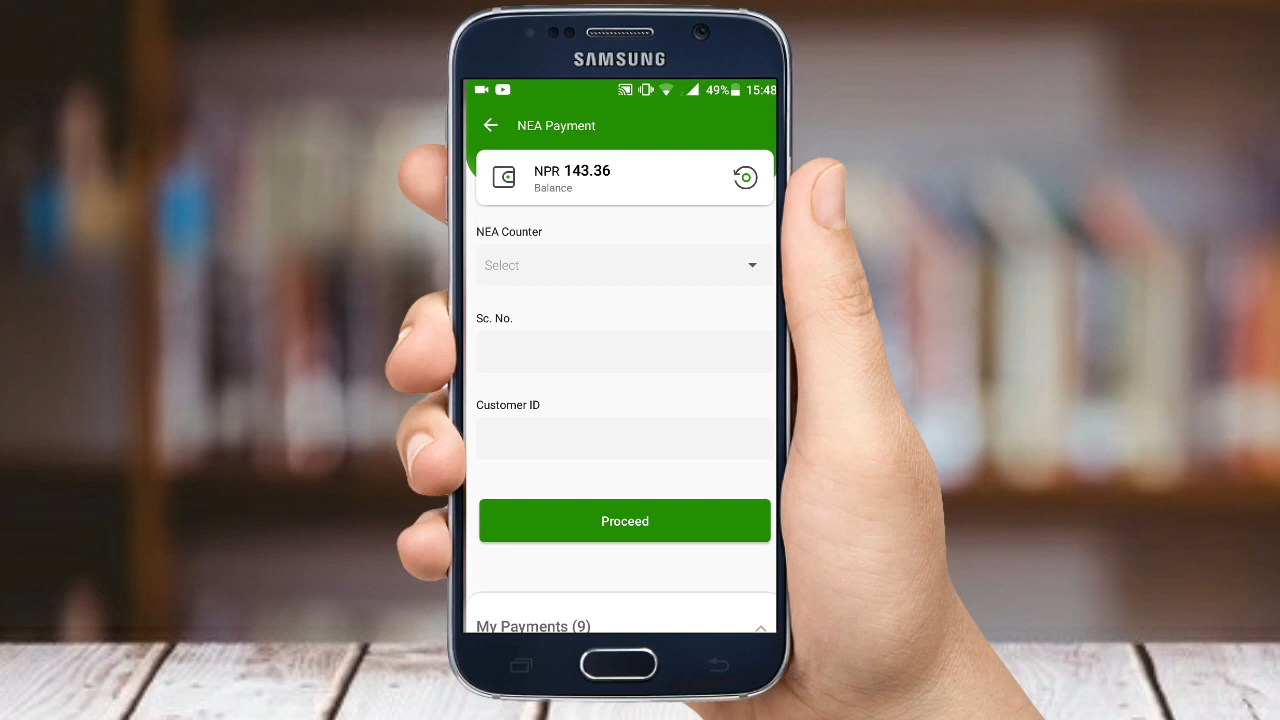 SAMSUNG
49% 15:48
NEA Payment
NPR 143.36
Balance
NEA Counter
Select
Sc. No.
Customer ID
Proceed
My Payments (9)